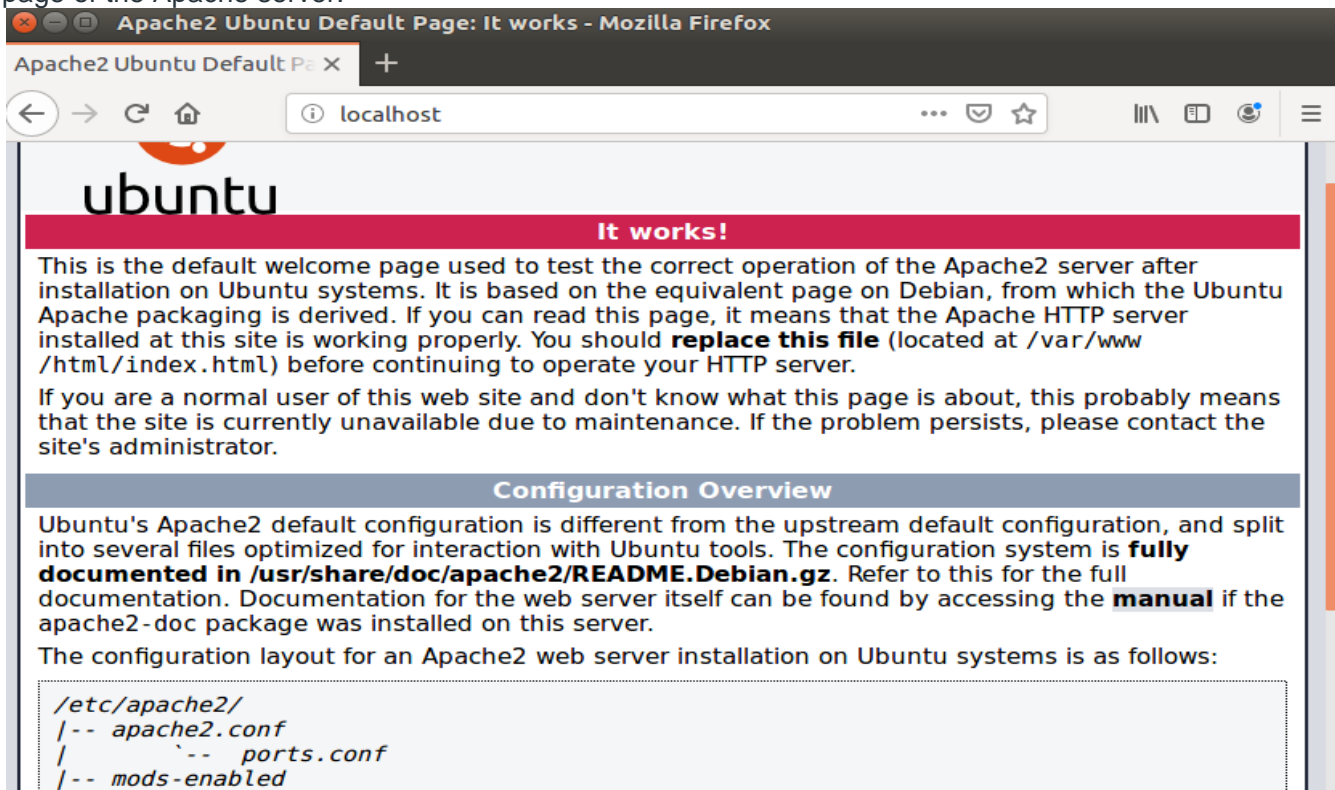 page of the Apache server.
Apache2 Ubuntu Default Page: It works - Mozilla Firefox
Apache2 Ubuntu Default Pa
localhost
ubuntu
It works!
This is the default welcome page used to test the correct operation of the Apache2 server after
installation on Ubuntu systems. It is based on the equivalent page on Debian, from which the Ubuntu
Apache packaging is derived. If you can read this page, it means that the Apache HTTP server
installed at this site is working properly. You should replace this file (located at /var/www
/html/index.html) before continuing to operate your HTTP server.
If you are a normal user of this web site and don't know what this page is about, this probably means
that the site is currently unavailable due to maintenance. If the problem persists, please contact the
site's administrator.
Configuration Overview
Ubuntu's Apache2 default configuration is different from the upstream default configuration, and split
into several files optimized for interaction with Ubuntu tools. The configuration system is fully
documented in /usr/share/doc/apache2/README.Debian.gz. Refer to this for the full
documentation. Documentation for the web server itself can be found by accessing the manual if the
apache2-doc package was installed on this server.
The configuration layout for an Apache2 web server installation on Ubuntu systems is as follows:
/etc/apache2/
|-- apache2.conf
|       `--  ports.conf
|-- mods-enabled